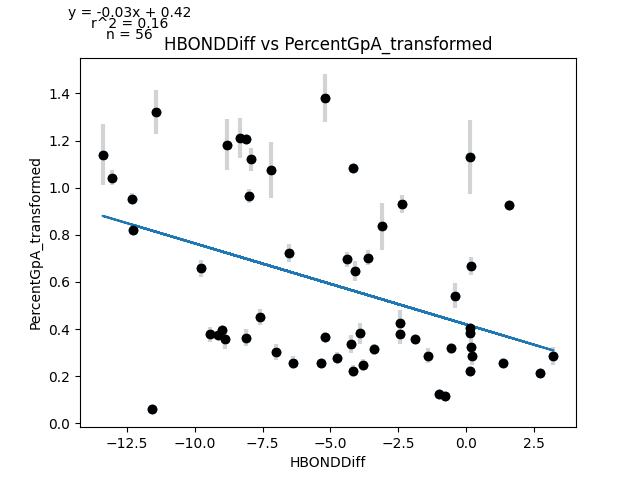 y = -0.03x + 0.42
r^2 = 0.16
n = 56
HBONDDiff vs PercentGpA_transformed
PercentGpA_transformed
1.4
1.2
1.0
0.8
0.6
0.4
0.2
0.0
−12.5 −10.0 −7.5 −5.0 −2.5 0.0 2.5
HBONDDiff